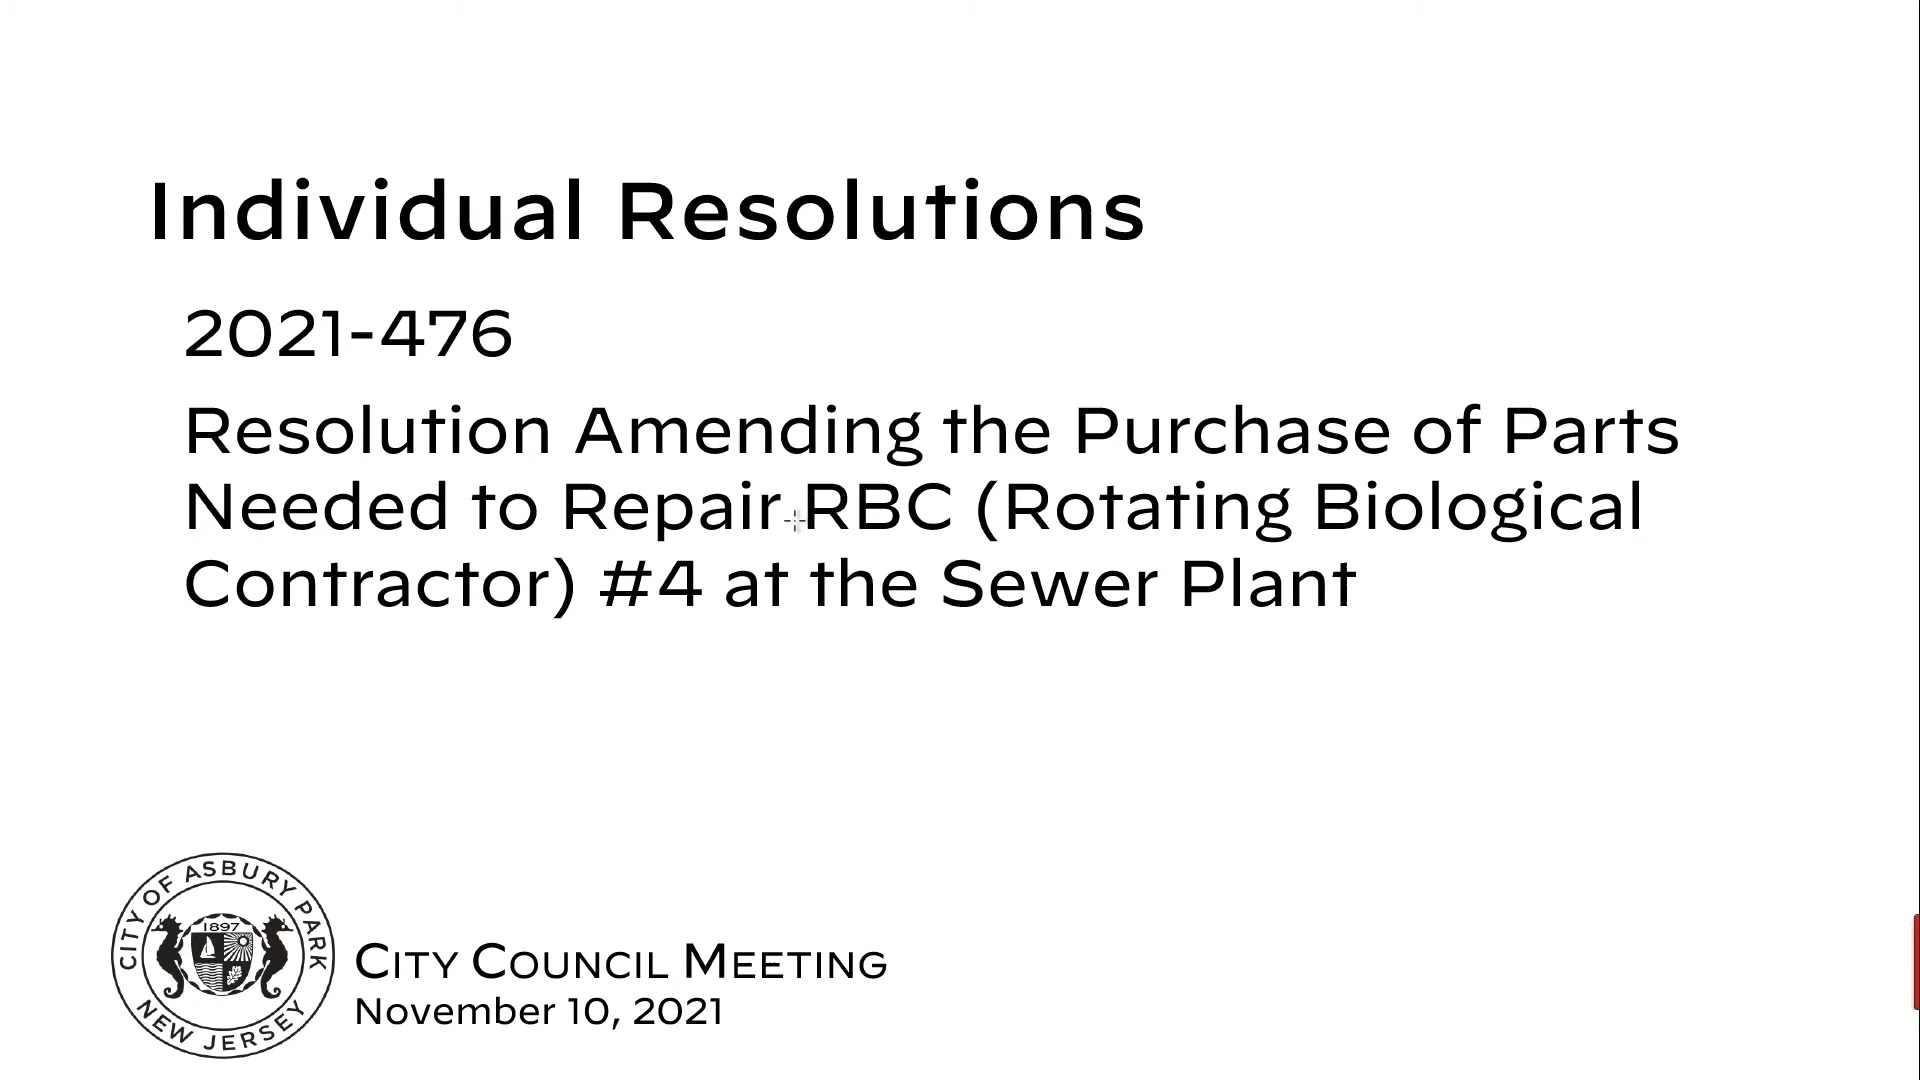 Individual Resolutions
2021-476
Resolution Amending the Purchase of Parts
Needed to Repair RBC (Rotating Biological
Contractor) #4 at the Sewer Plant
CITY OF ASBURY PARK
1897
NEW JERSEY
CITY COUNCIL MEETING
November 10, 2021